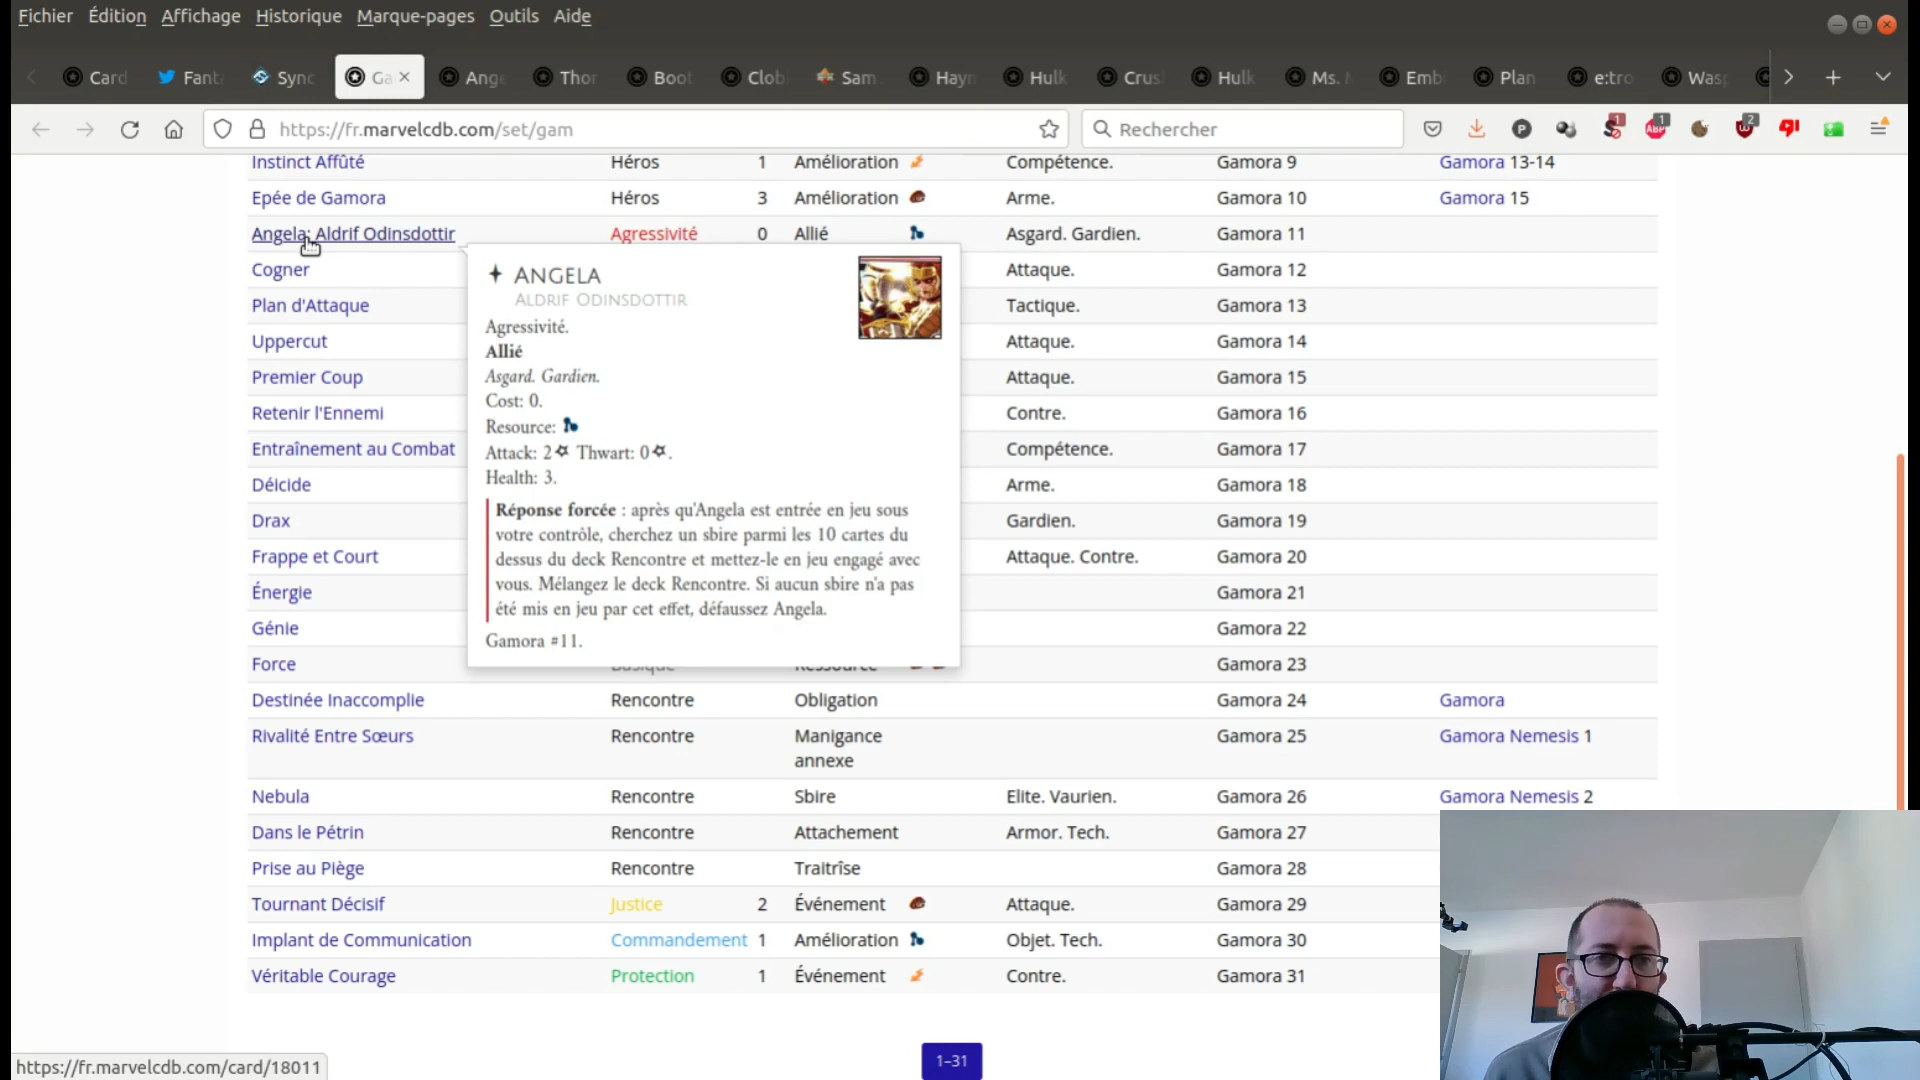 Fichier Édition Affichage Historique Marque-pages Outils Aide
Card Fant Sync Ga Ange Thor Boot Clob Sam Hayn Hulk Crus Hulk Ms. M Emb Plan e:tro Wasp
https://fr.marvelcdb.com/set/gam Rechercher P 1 ABP 1 2
Instinct Affûté Héros 1 Amélioration Compétence. Gamora 9 Gamora 13-14
Epée de Gamora Héros 3 Amélioration Arme. Gamora 10 Gamora 15
Angela: Aldrif Odinsdottir Agressivité 0 Allié Asgard. Gardien. Gamora 11
Cogner Attaque. Gamora 12
Plan d'Attaque Tactique. Gamora 13
Uppercut Attaque. Gamora 14
Premier Coup Attaque. Gamora 15
Retenir l'Ennemi Contre. Gamora 16
Entraînement au Combat Compétence. Gamora 17
Déicide Arme. Gamora 18
Drax Gardien. Gamora 19
Frappe et Court Attaque. Contre. Gamora 20
Énergie Gamora 21
Génie Gamora 22
Force Basique Ressource Gamora 23
ANGELA
ALDRIF ODINSDOTTIR
Agressivité.
Allié
Asgard. Gardien.
Cost: 0.
Resource:
Attack: 2 Thwart: 0.
Health: 3.
Réponse forcée : après qu'Angela est entrée en jeu sous
votre contrôle, cherchez un sbire parmi les 10 cartes du
dessus du deck Rencontre et mettez-le en jeu engagé avec
vous. Mélangez le deck Rencontre. Si aucun sbire n'a pas
été mis en jeu par cet effet, défaussez Angela.
Gamora #11.
Destinée Inaccomplie Rencontre Obligation Gamora 24 Gamora
Rivalité Entre Sœurs Rencontre Manigance Gamora 25 Gamora Nemesis 1
annexe
Nebula Rencontre Sbire Elite. Vaurien. Gamora 26 Gamora Nemesis 2
Dans le Pétrin Rencontre Attachement Armor. Tech. Gamora 27
Prise au Piège Rencontre Traitrîse Gamora 28
Tournant Décisif Justice 2 Événement Attaque. Gamora 29
Implant de Communication Commandement 1 Amélioration Objet. Tech. Gamora 30
Véritable Courage Protection 1 Événement Contre. Gamora 31
1–31
https://fr.marvelcdb.com/card/18011